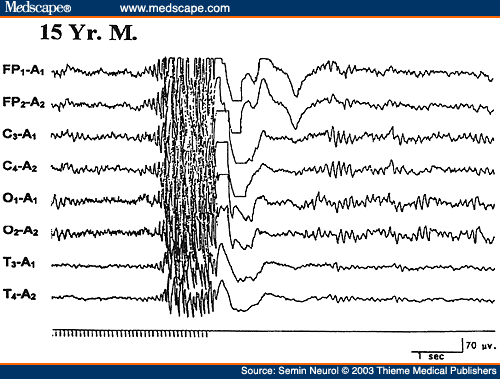 Medscape® www.medscape.com
15 Yr. M.
FP1-A1
FP2-A2
C3-A1
C4-A2
O1-A1
O2-A2
T3-A1
T4-A2
70 μv.
1 sec
Source: Semin Neurol © 2003 Thieme Medical Publishers